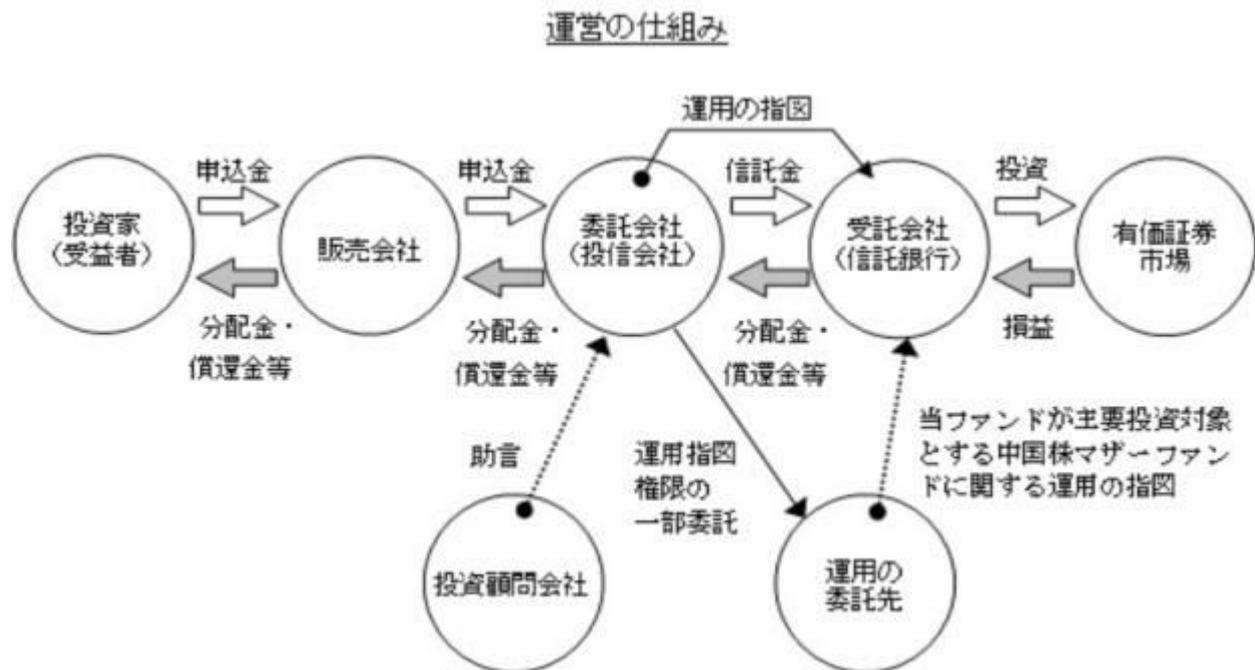 運営の仕組み
運用の指図
申込金
申込金
信託金
投資
投資家
(受益者)
販売会社
委託会社
(投信会社)
受託会社
(信託銀行)
有価証券
市場
分配金・
償還金等
分配金・
償還金等
分配金・
償還金等
損益
助言
運用指図
権限の
一部委託
当ファンドが主要投資対象
とする中国株マザーファン
ドに関する運用の指図
投資顧問会社
運用の
委託先